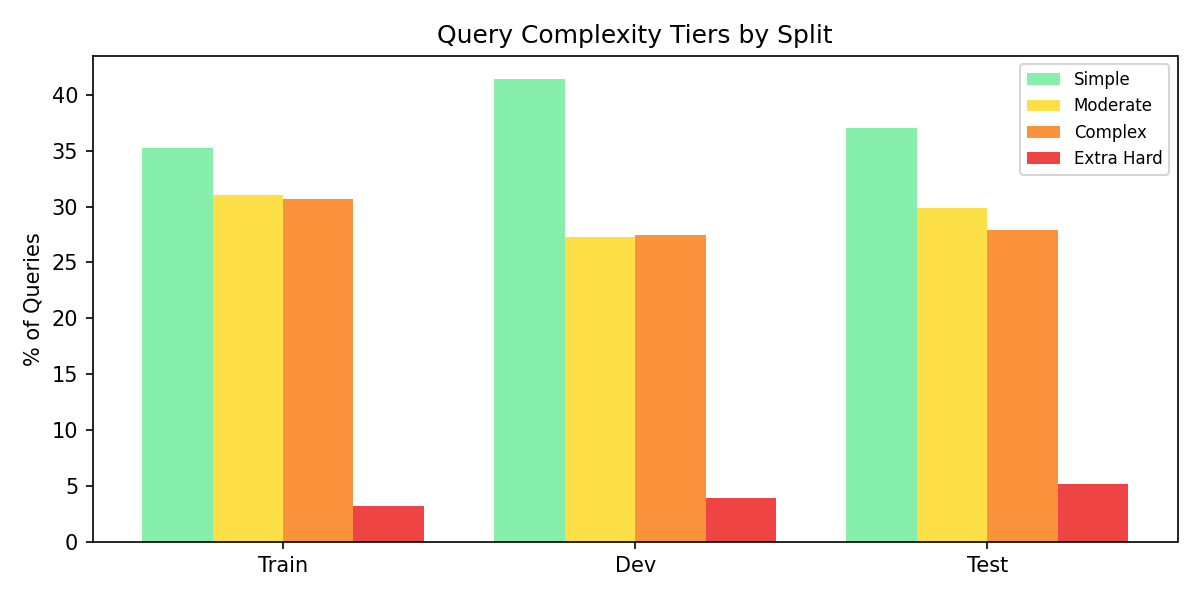 Query Complexity Tiers by Split
% of Queries
40
35
30
25
20
15
10
5
0
Train
Dev
Test
Simple
Moderate
Complex
Extra Hard